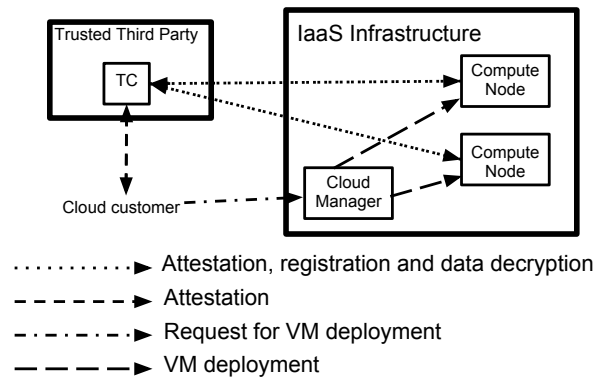 Trusted Third Party
TC
Cloud customer
IaaS Infrastructure
Compute
Node
Compute
Node
Cloud
Manager
Attestation, registration and data decryption
Attestation
Request for VM deployment
VM deployment